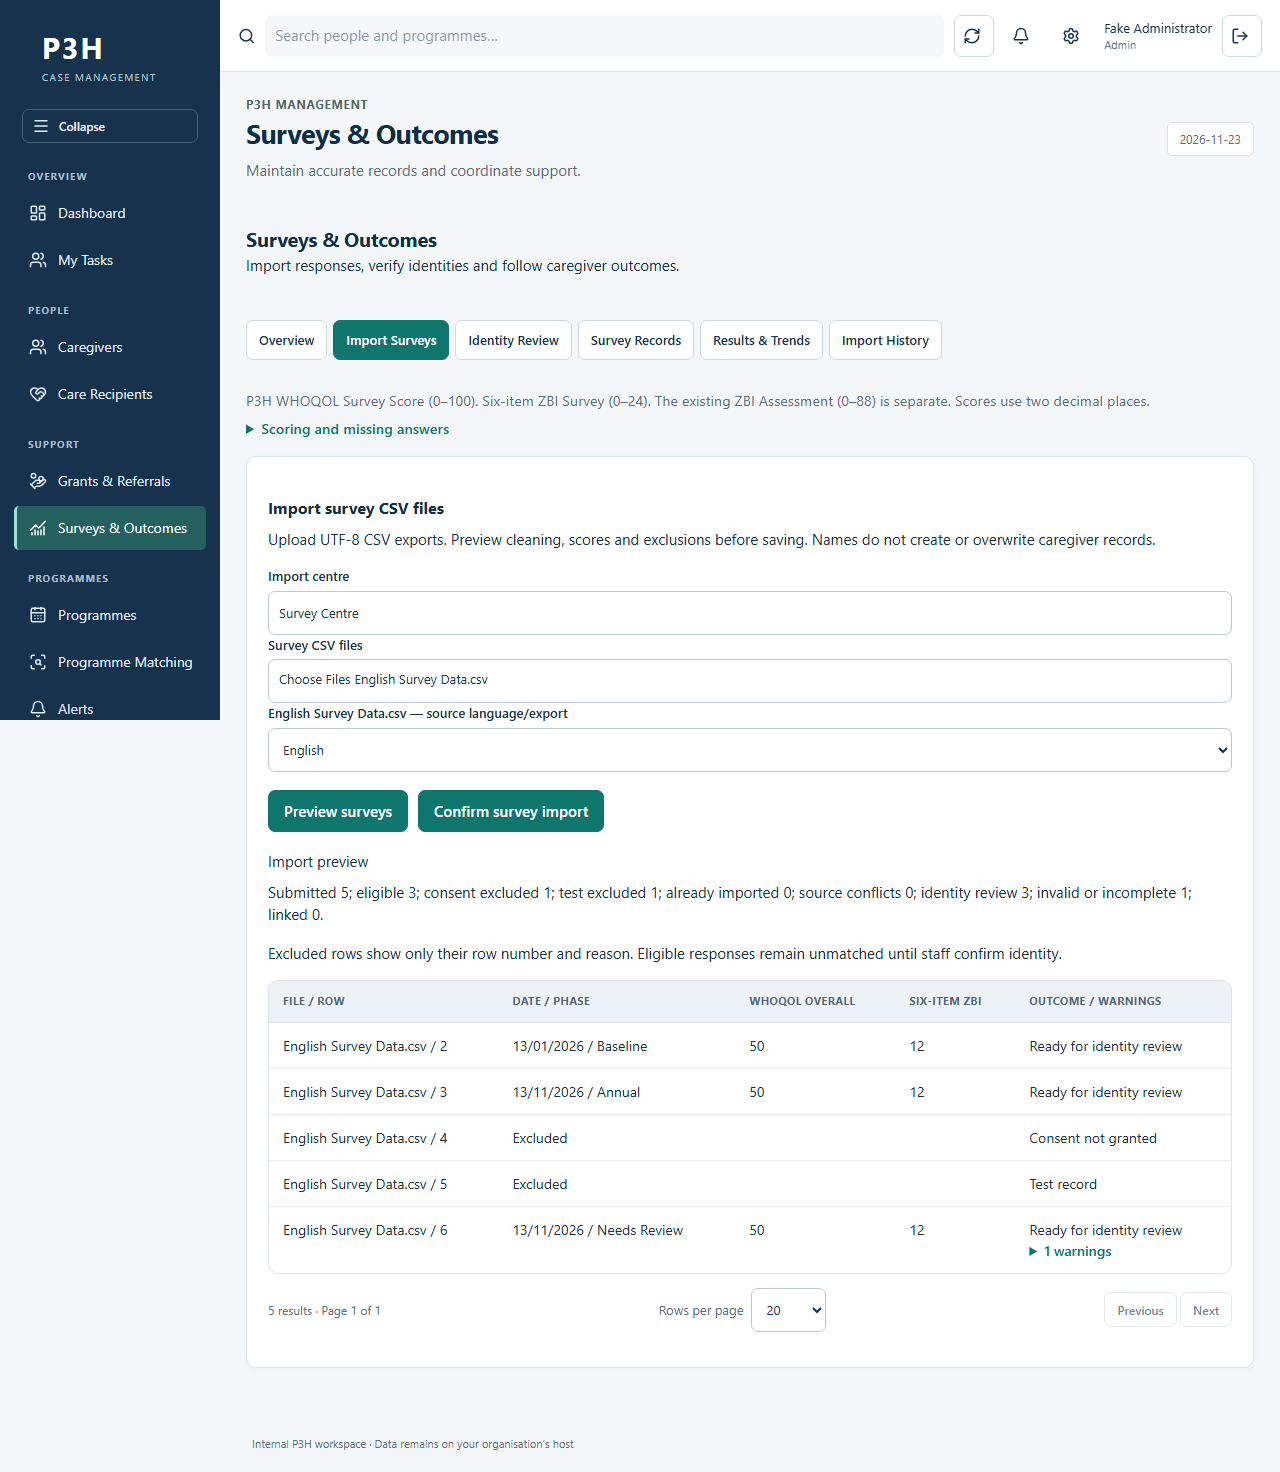 P3H
CASE MANAGEMENT
Collapse
OVERVIEW
Dashboard
My Tasks
PEOPLE
Caregivers
Care Recipients
SUPPORT
Grants & Referrals
Surveys & Outcomes
PROGRAMMES
Programmes
Programme Matching
Alerts
Search people and programmes...
Fake Administrator
Admin
P3H MANAGEMENT
Surveys & Outcomes
2026-11-23
Maintain accurate records and coordinate support.
Surveys & Outcomes
Import responses, verify identities and follow caregiver outcomes.
Overview
Import Surveys
Identity Review
Survey Records
Results & Trends
Import History
P3H WHOQOL Survey Score (0–100). Six-item ZBI Survey (0–24). The existing ZBI Assessment (0–88) is separate. Scores use two decimal places.
Scoring and missing answers
Import survey CSV files
Upload UTF-8 CSV exports. Preview cleaning, scores and exclusions before saving. Names do not create or overwrite caregiver records.
Import centre
Survey Centre
Survey CSV files
Choose Files English Survey Data.csv
English Survey Data.csv — source language/export
English
Preview surveys
Confirm survey import
Import preview
Submitted 5; eligible 3; consent excluded 1; test excluded 1; already imported 0; source conflicts 0; identity review 3; invalid or incomplete 1;
linked 0.
Excluded rows show only their row number and reason. Eligible responses remain unmatched until staff confirm identity.
FILE / ROW DATE / PHASE WHOQOL OVERALL SIX-ITEM ZBI OUTCOME / WARNINGS
English Survey Data.csv / 2 13/01/2026 / Baseline 50 12 Ready for identity review
English Survey Data.csv / 3 13/11/2026 / Annual 50 12 Ready for identity review
English Survey Data.csv / 4 Excluded Consent not granted
English Survey Data.csv / 5 Excluded Test record
English Survey Data.csv / 6 13/11/2026 / Needs Review 50 12 Ready for identity review
1 warnings
5 results · Page 1 of 1
Rows per page 20
Previous
Next
Internal P3H workspace · Data remains on your organisation's host